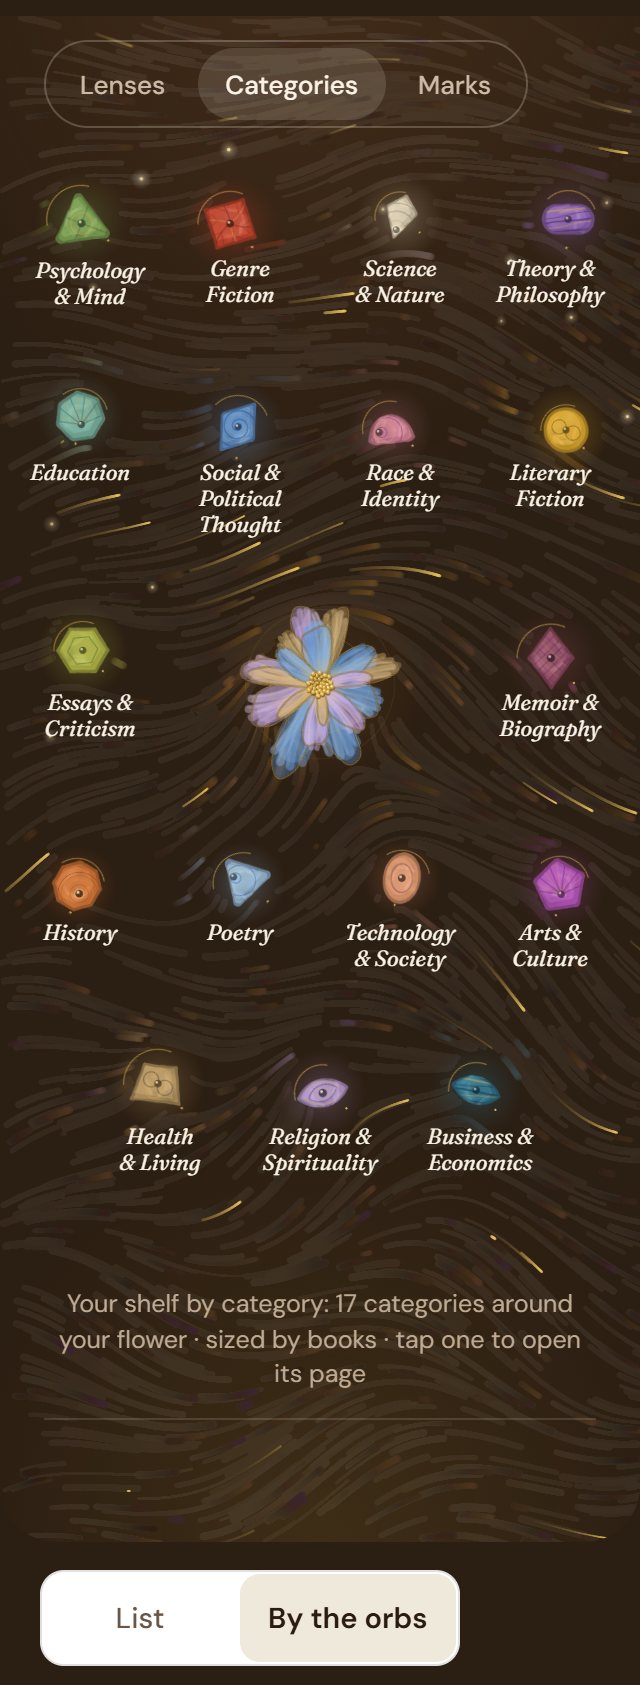 Lenses
Categories
Marks
Psychology
& Mind
Genre
Fiction
Science
& Nature
Theory &
Philosophy
Education
Social &
Political
Thought
Race &
Identity
Literary
Fiction
Essays &
Criticism
Memoir &
Biography
History
Poetry
Technology
& Society
Arts &
Culture
Health
& Living
Religion &
Spirituality
Business &
Economics
Your shelf by category: 17 categories around
your flower · sized by books · tap one to open
its page
List
By the orbs